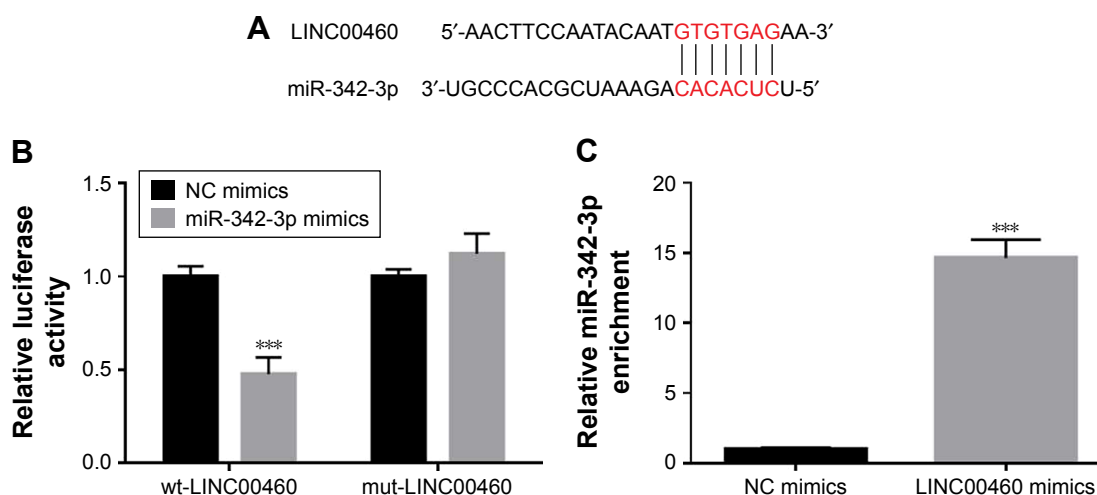 A
LINC00460 5′-AACTTCCAATACAATGTGTGAGAA-3′
miR-342-3p 3′-UGCCCACGCUAAAGACACACUCU-5′
B
Relative luciferase
activity
1.5
1.0
0.5
0.0
NC mimics
miR-342-3p mimics
***
wt-LINC00460 mut-LINC00460
C
Relative miR-342-3p
enrichment
20
15
10
5
0
***
NC mimics LINC00460 mimics